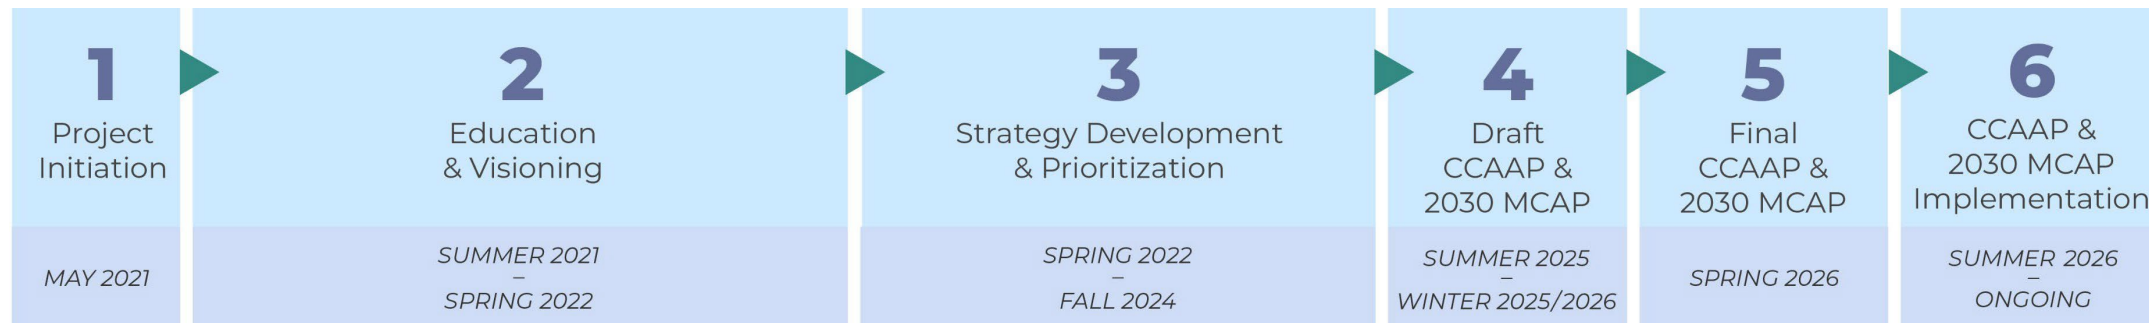 1
Project
Initiation
MAY 2021
2
Education
& Visioning
SUMMER 2021
–
SPRING 2022
3
Strategy Development
& Prioritization
SPRING 2022
–
FALL 2024
4
Draft
CCAAP &
2030 MCAP
SUMMER 2025
–
WINTER 2025/2026
5
Final
CCAAP &
2030 MCAP
SPRING 2026
6
CCAAP &
2030 MCAP
Implementation
SUMMER 2026
–
ONGOING